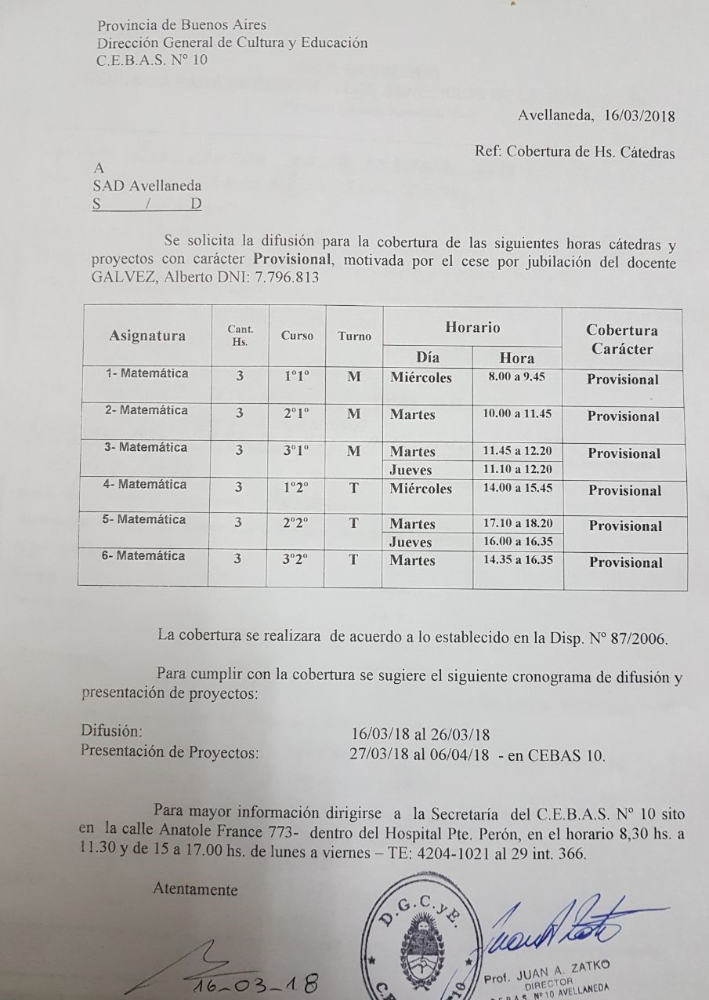 Provincia de Buenos Aires
Dirección General de Cultura y Educación
C.E.B.A.S. Nº 10
Avellaneda, 16/03/2018
Ref: Cobertura de Hs. Cátedras
A
SAD Avellaneda
S / D
Se solicita la difusión para la cobertura de las siguientes horas cátedras y
proyectos con carácter Provisional, motivada por el cese por jubilación del docente
GALVEZ, Alberto DNI: 7.796.813
Asignatura Cant. Hs. Curso Turno Horario Cobertura Carácter
Día Hora
1- Matemática 3 1º1º M Miércoles 8.00 a 9.45 Provisional
2- Matemática 3 2º1º M Martes 10.00 a 11.45 Provisional
3- Matemática 3 3º1º M Martes 11.45 a 12.20 Provisional
Jueves 11.10 a 12.20
4- Matemática 3 1º2º T Miércoles 14.00 a 15.45 Provisional
5- Matemática 3 2º2º T Martes 17.10 a 18.20 Provisional
Jueves 16.00 a 16.35
6- Matemática 3 3º2º T Martes 14.35 a 16.35 Provisional
La cobertura se realizara de acuerdo a lo establecido en la Disp. Nº 87/2006.
Para cumplir con la cobertura se sugiere el siguiente cronograma de difusión y
presentación de proyectos:
Difusión: 16/03/18 al 26/03/18
Presentación de Proyectos: 27/03/18 al 06/04/18 - en CEBAS 10.
Para mayor información dirigirse a la Secretaría del C.E.B.A.S. Nº 10 sito
en la calle Anatole France 773- dentro del Hospital Pte. Perón, en el horario 8,30 hs. a
11.30 y de 15 a 17.00 hs. de lunes a viernes – TE: 4204-1021 al 29 int. 366.
Atentamente
D.G.C.yE.
16-03-18
Prof. JUAN A. ZATKO
DIRECTOR
Nº 10 AVELLANEDA